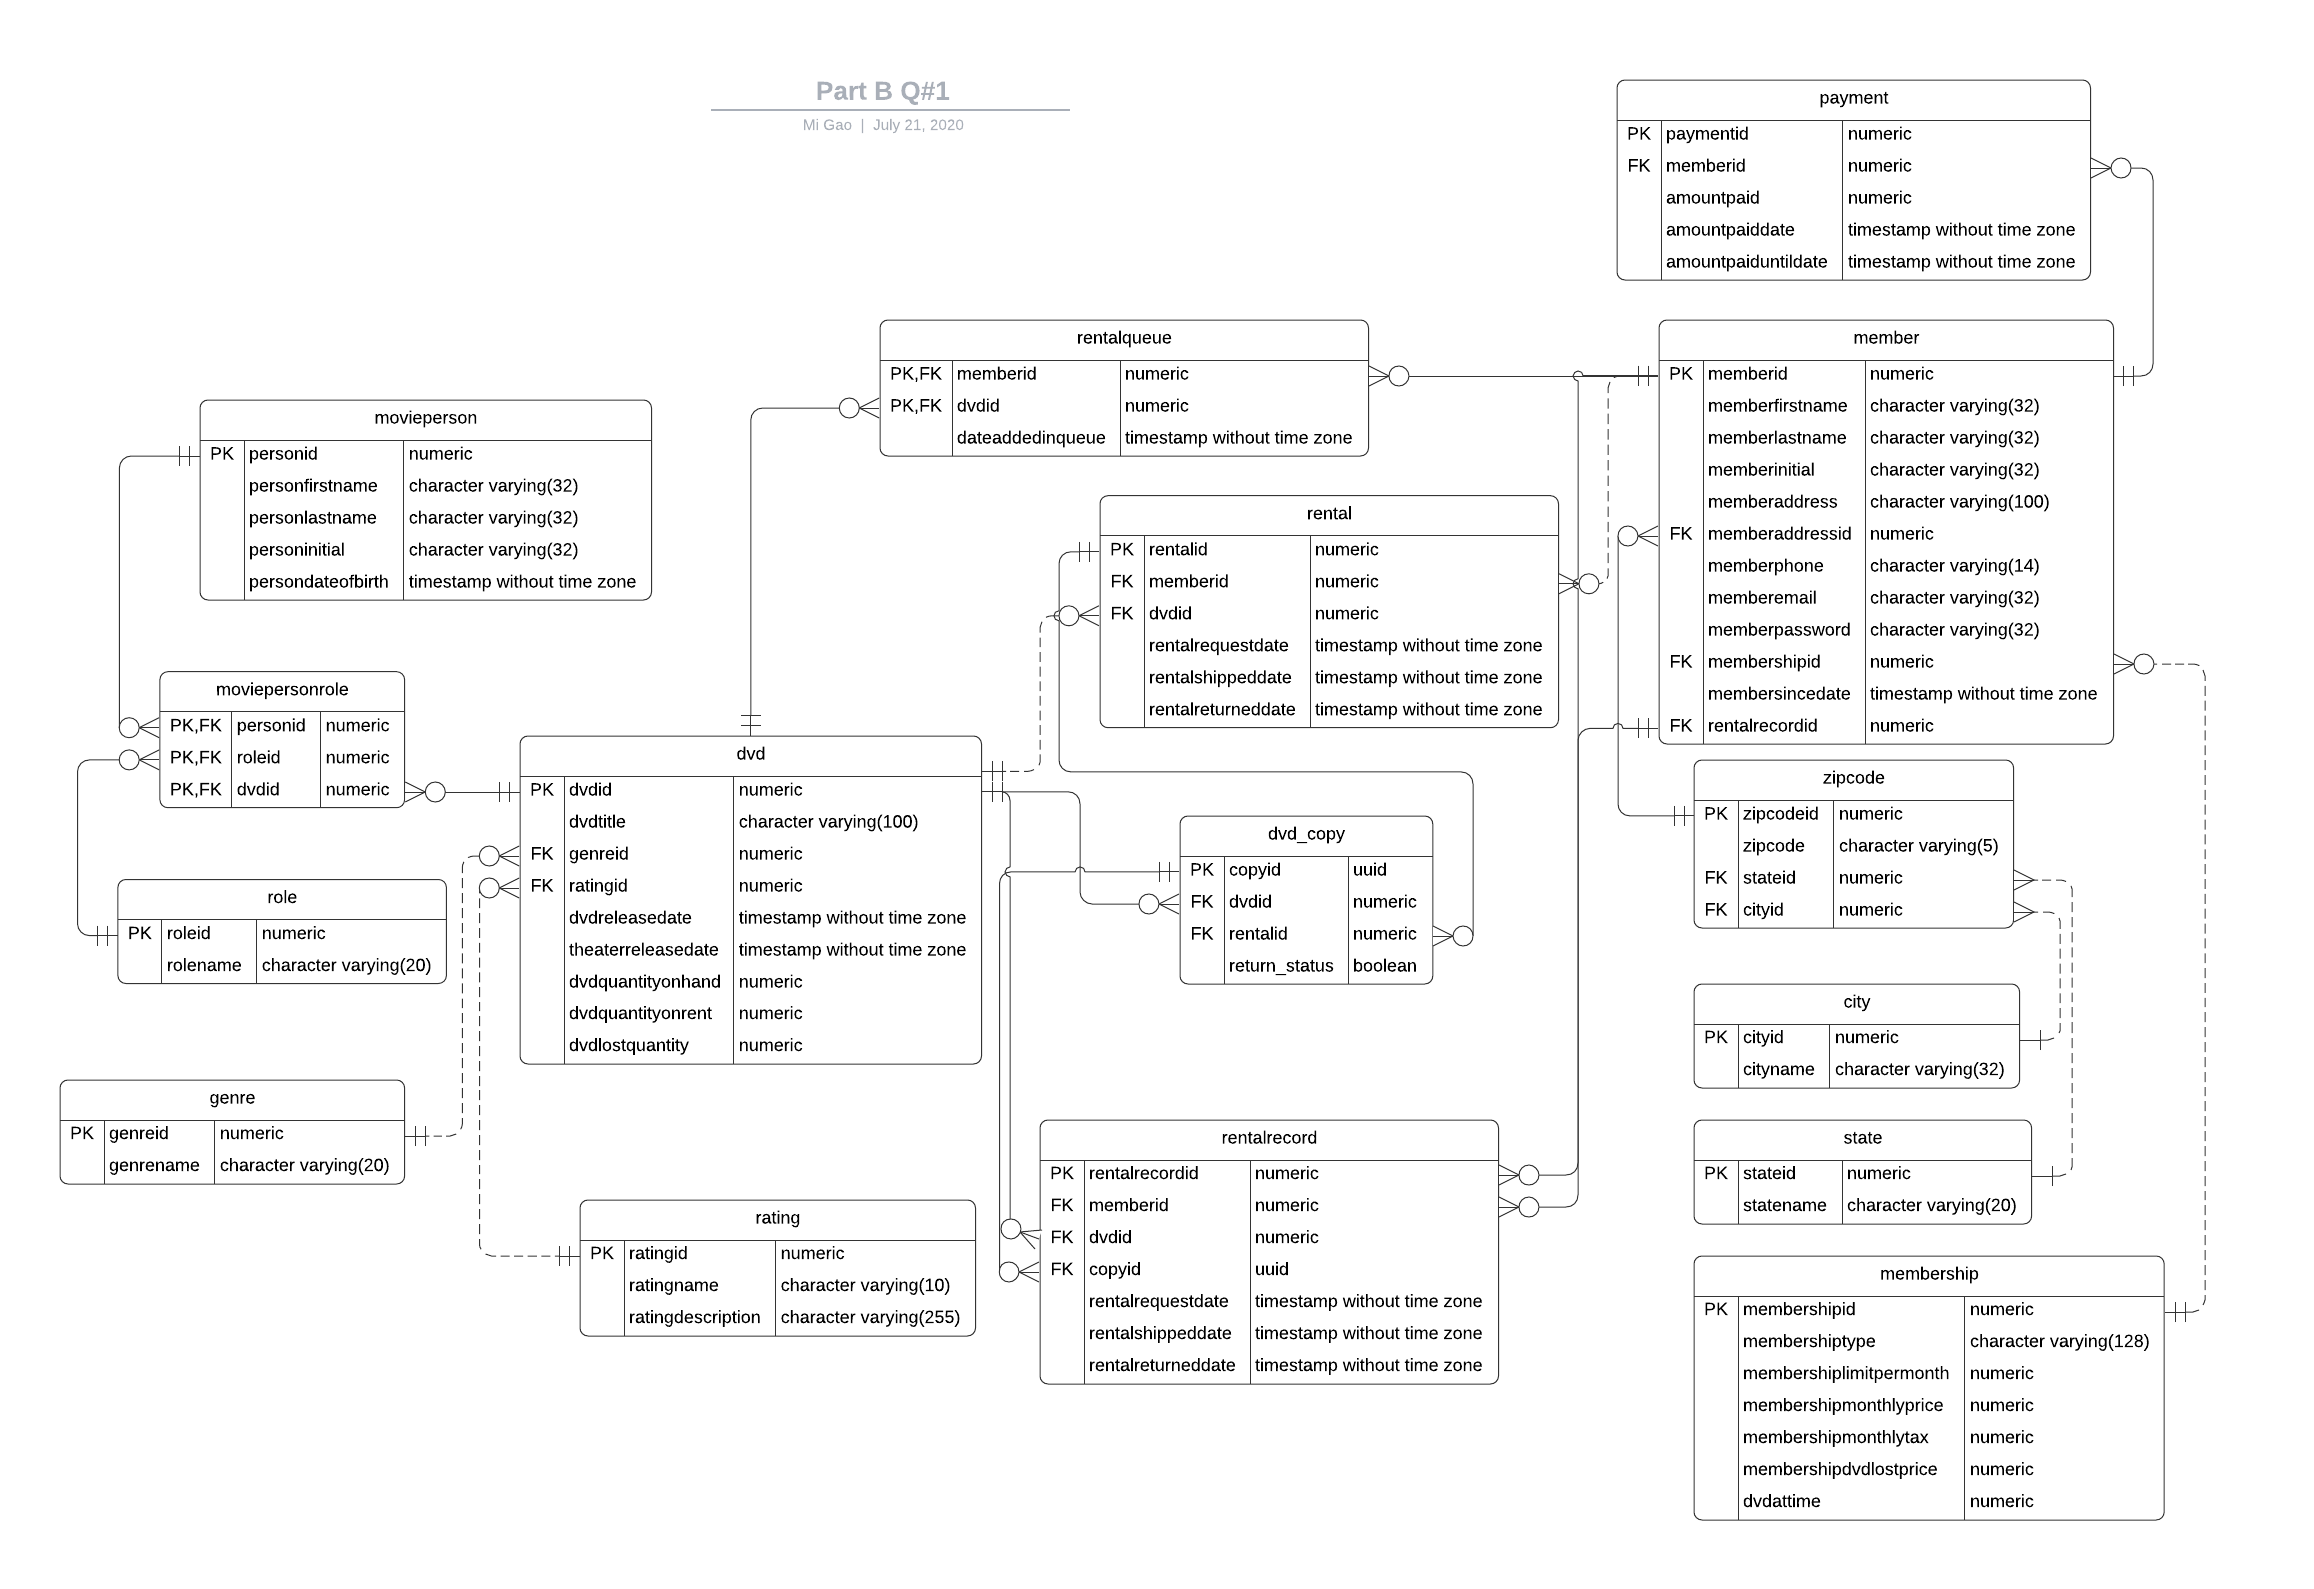 Part B Q#1
Mi Gao | July 21, 2020
payment
PK paymentid numeric
FK memberid numeric
amountpaid numeric
amountpaiddate timestamp without time zone
amountpaiduntildate timestamp without time zone
rentalqueue
PK,FK memberid numeric
PK,FK dvdid numeric
dateaddedinqueue timestamp without time zone
member
PK memberid numeric
memberfirstname character varying(32)
memberlastname character varying(32)
memberinitial character varying(32)
memberaddress character varying(100)
FK memberaddressid numeric
memberphone character varying(14)
memberemail character varying(32)
memberpassword character varying(32)
FK membershipid numeric
membersincedate timestamp without time zone
FK rentalrecordid numeric
movieperson
PK personid numeric
personfirstname character varying(32)
personlastname character varying(32)
personinitial character varying(32)
persondateofbirth timestamp without time zone
rental
PK rentalid numeric
FK memberid numeric
FK dvdid numeric
rentalrequestdate timestamp without time zone
rentalshippeddate timestamp without time zone
rentalreturneddate timestamp without time zone
moviepersonrole
PK,FK personid numeric
PK,FK roleid numeric
PK,FK dvdid numeric
dvd
PK dvdid numeric
dvdtitle character varying(100)
FK genreid numeric
FK ratingid numeric
dvdreleasedate timestamp without time zone
theaterreleasedate timestamp without time zone
dvdquantityonhand numeric
dvdquantityonrent numeric
dvdlostquantity numeric
zipcode
PK zipcodeid numeric
zipcode character varying(5)
FK stateid numeric
FK cityid numeric
dvd_copy
PK copyid uuid
FK dvdid numeric
FK rentalid numeric
return_status boolean
role
PK roleid numeric
rolename character varying(20)
city
PK cityid numeric
cityname character varying(32)
genre
PK genreid numeric
genrename character varying(20)
rentalrecord
PK rentalrecordid numeric
FK memberid numeric
FK dvdid numeric
FK copyid uuid
rentalrequestdate timestamp without time zone
rentalshippeddate timestamp without time zone
rentalreturneddate timestamp without time zone
state
PK stateid numeric
statename character varying(20)
rating
PK ratingid numeric
ratingname character varying(10)
ratingdescription character varying(255)
membership
PK membershipid numeric
membershiptype character varying(128)
membershiplimitpermonth numeric
membershipmonthlyprice numeric
membershipmonthlytax numeric
membershipdvdlostprice numeric
dvdattime numeric